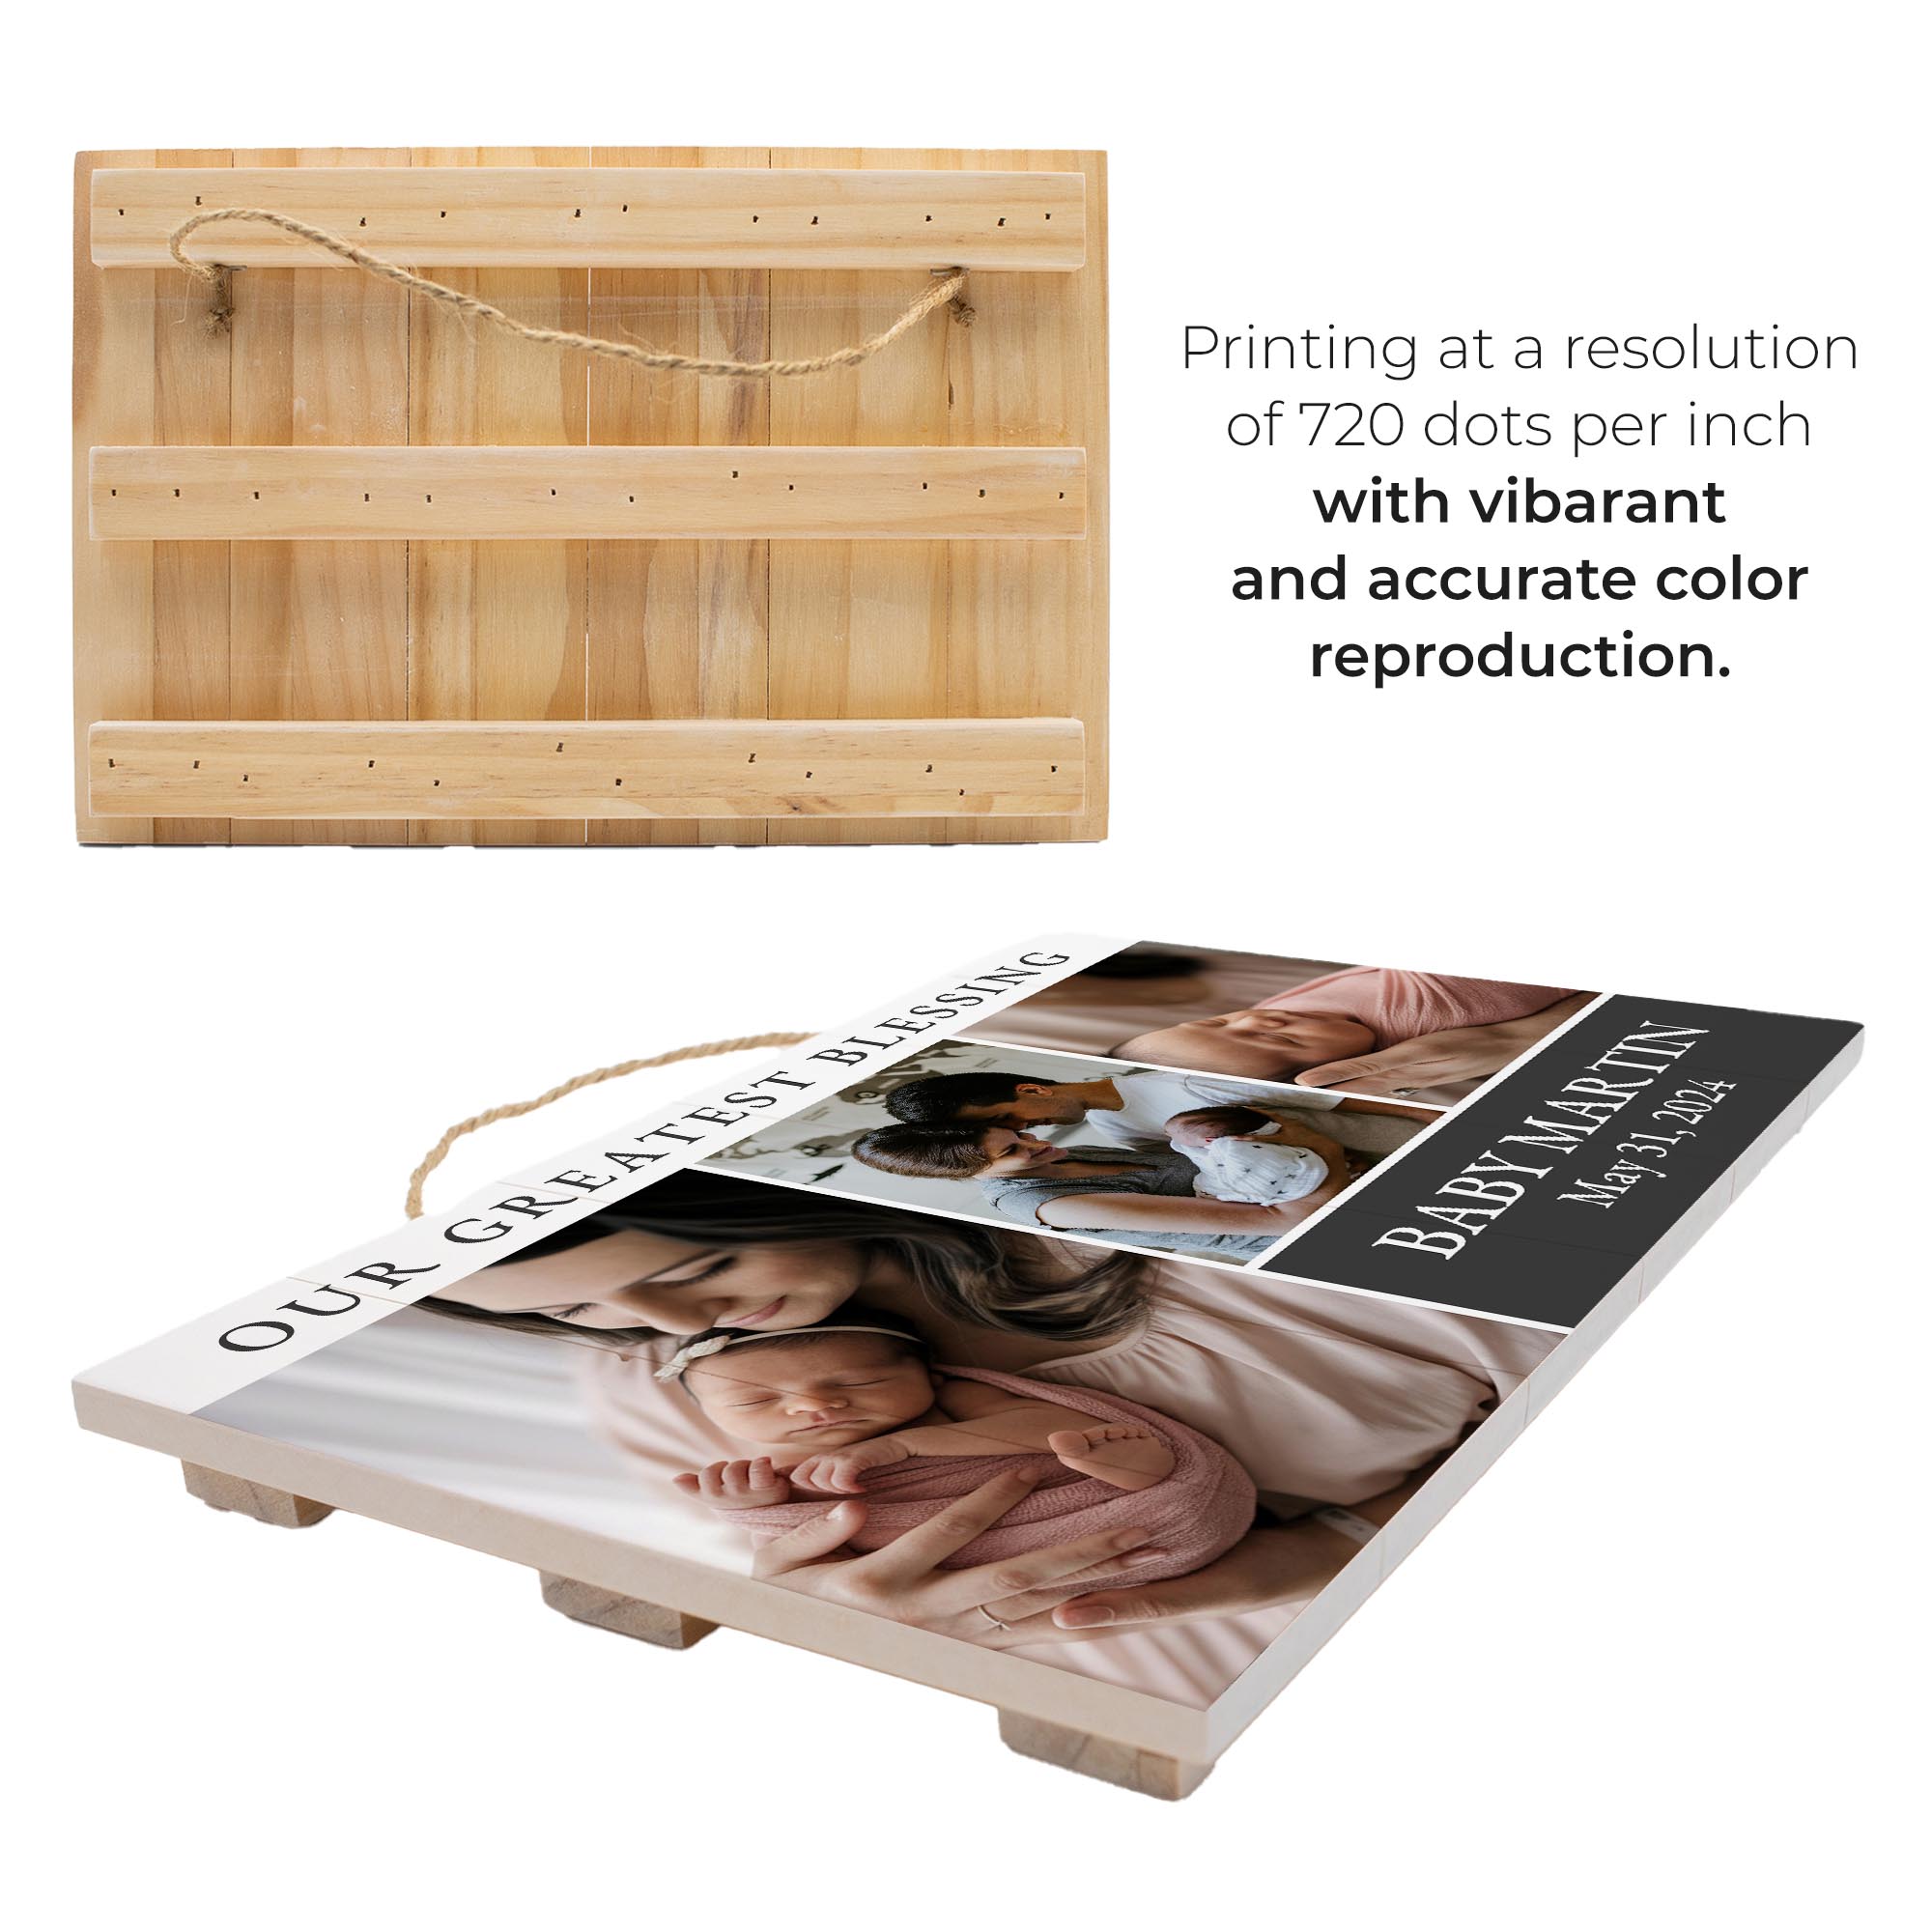 Printing at a resolution
of 720 dots per inch
with vibarant
and accurate color
reproduction.
OUR GREATEST BLESSING
BABY MARTIN
May 31, 2024